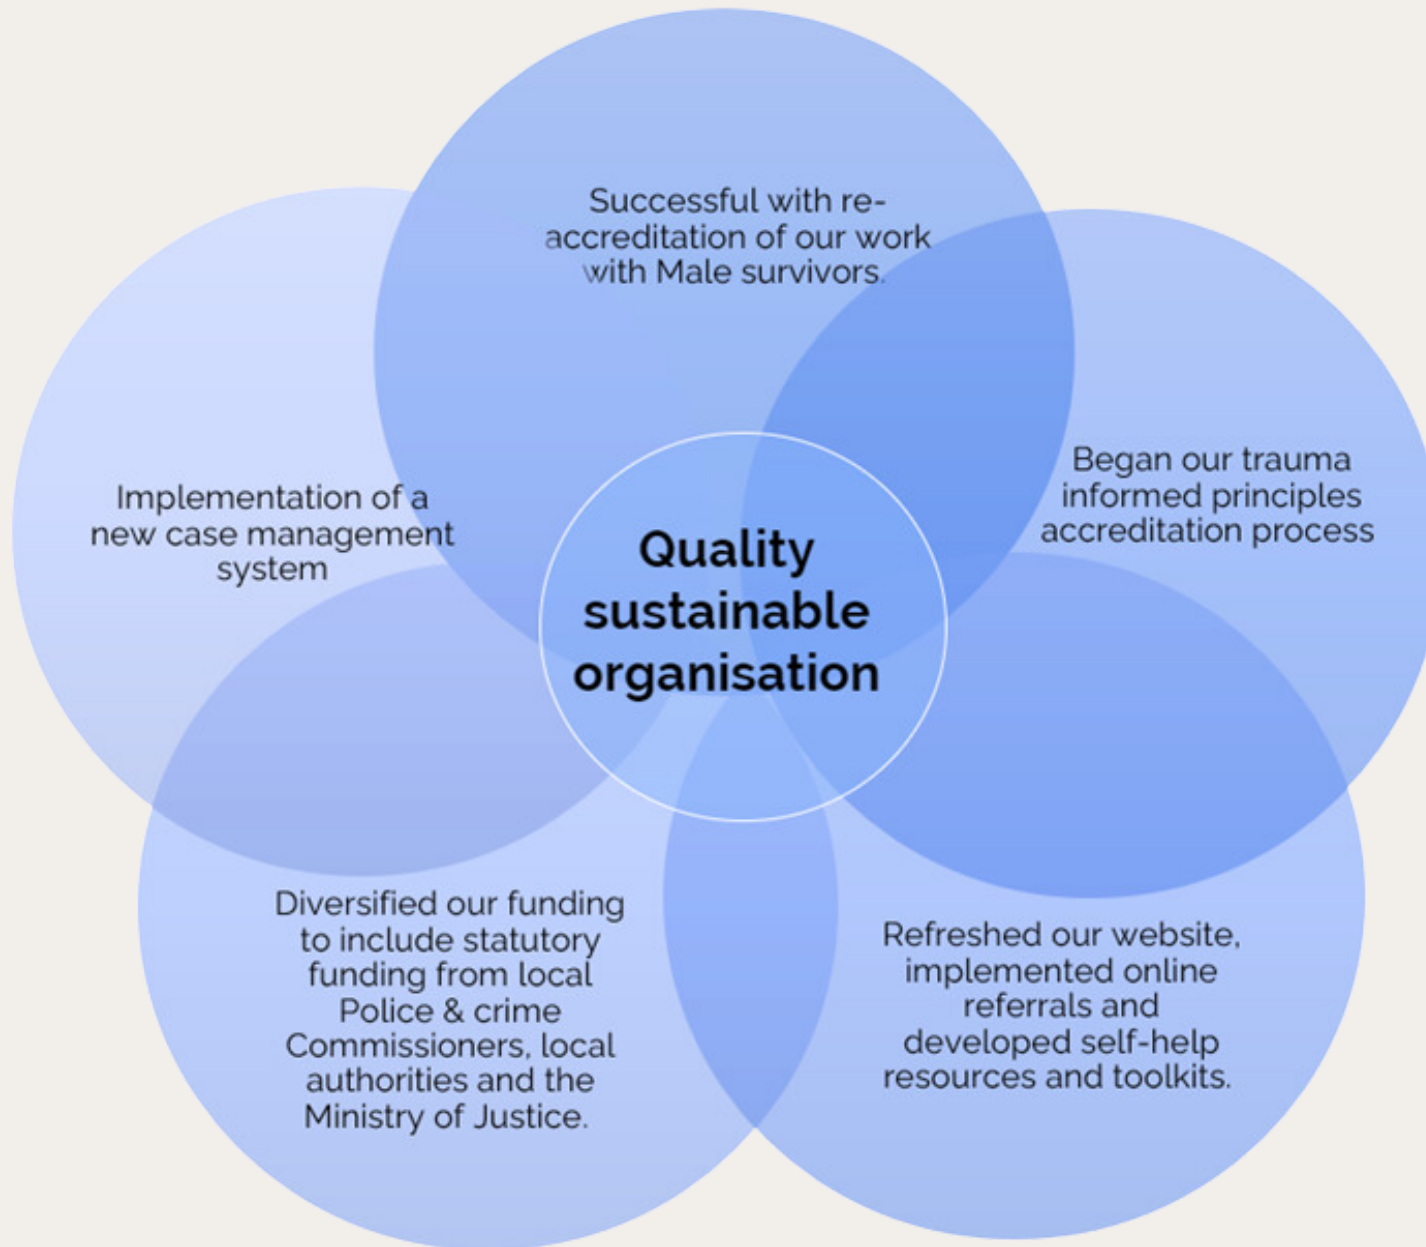 Successful with re-
accreditation of our work
with Male survivors.
Began our trauma
informed principles
accreditation process
Implementation of a
new case management
system
Quality
sustainable
organisation
Diversified our funding
to include statutory
funding from local
Police & crime
Commissioners, local
authorities and the
Ministry of Justice.
Refreshed our website,
implemented online
referrals and
developed self-help
resources and toolkits.